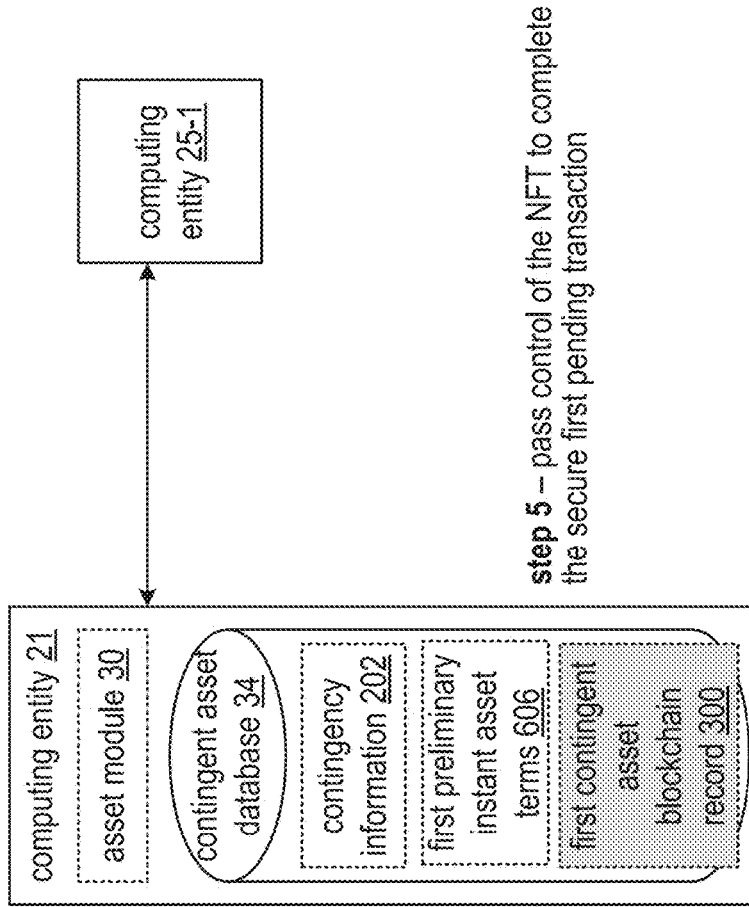 computing entity 21
asset module 30
contingent asset
database 34
contingency
information 202
first preliminary
instant asset
terms 606
first contingent
asset
blockchain
record 300
computing
entity 25-1
step 5 – pass control of the NFT to complete
the secure first pending transaction